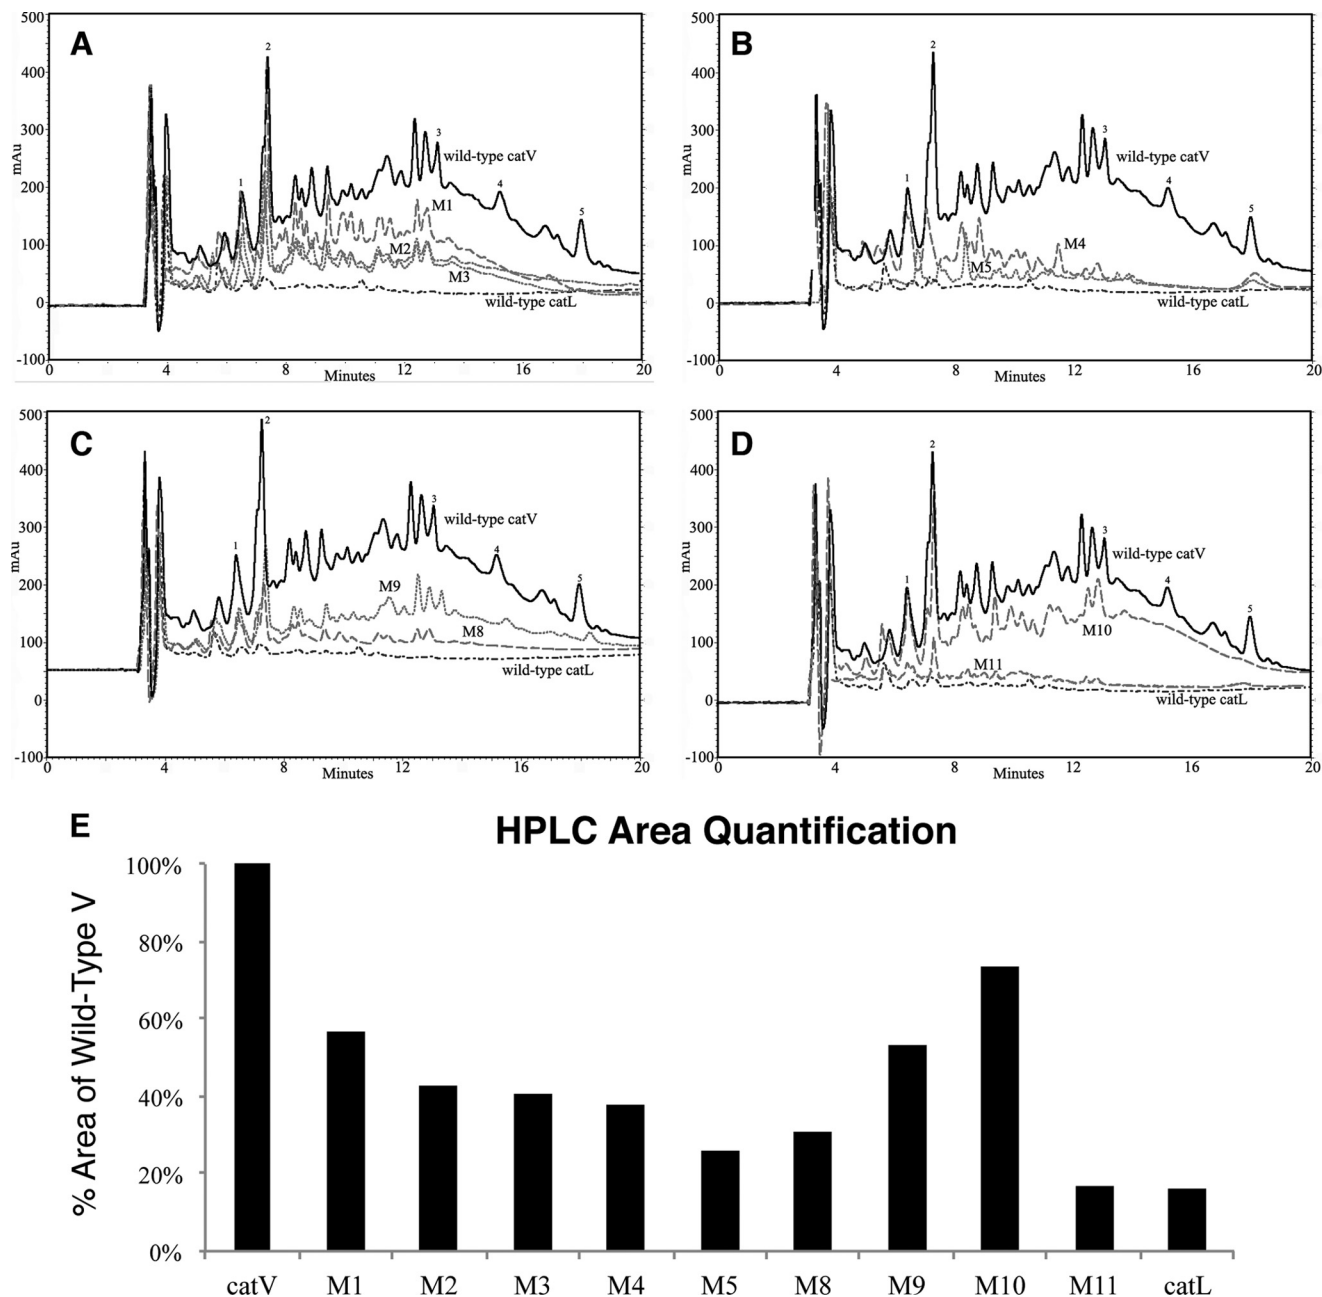 A
500
400
300
200
100
0
-100
mAu
0
4
8
12
16
20
Minutes
1
2
3
4
5
wild-type catV
M1
M2
M3
wild-type catL
B
500
400
300
200
100
0
-100
mAu
0
4
8
12
16
20
Minutes
1
2
3
4
5
wild-type catV
M4
M5
wild-type catL
C
500
400
300
200
100
0
-100
mAu
0
4
8
12
16
20
Minutes
1
2
3
4
5
wild-type catV
M9
M8
wild-type catL
D
500
400
300
200
100
0
-100
mAu
0
4
8
12
16
20
Minutes
1
2
3
4
5
wild-type catV
M10
M11
wild-type catL
E
HPLC Area Quantification
% Area of Wild-Type V
100%
80%
60%
40%
20%
0%
catV M1 M2 M3 M4 M5 M8 M9 M10 M11 catL